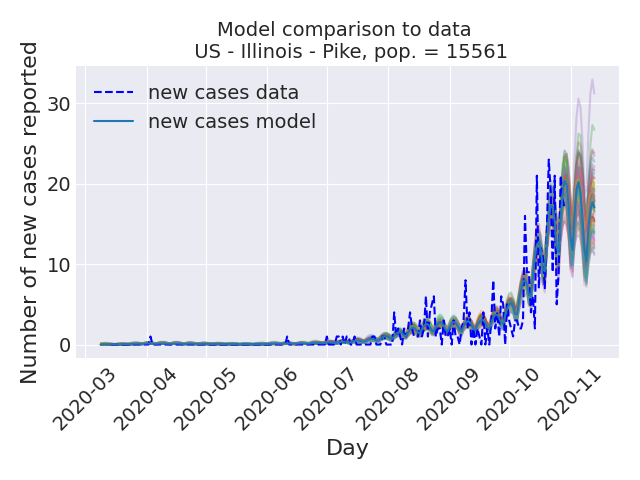 Model comparison to data
US - Illinois - Pike, pop. = 15561
Number of new cases reported
30
20
10
0
new cases data
new cases model
2020-03
2020-04
2020-05
2020-06
2020-07
2020-08
2020-09
2020-10
2020-11
Day